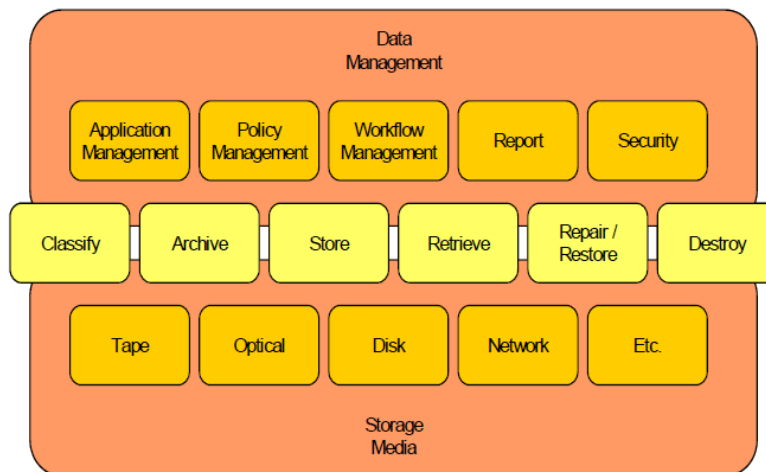 Data
Management
Application
Management
Policy
Management
Workflow
Management
Report
Security
Classify
Archive
Store
Retrieve
Repair /
Restore
Destroy
Tape
Optical
Disk
Network
Etc.
Storage
Media